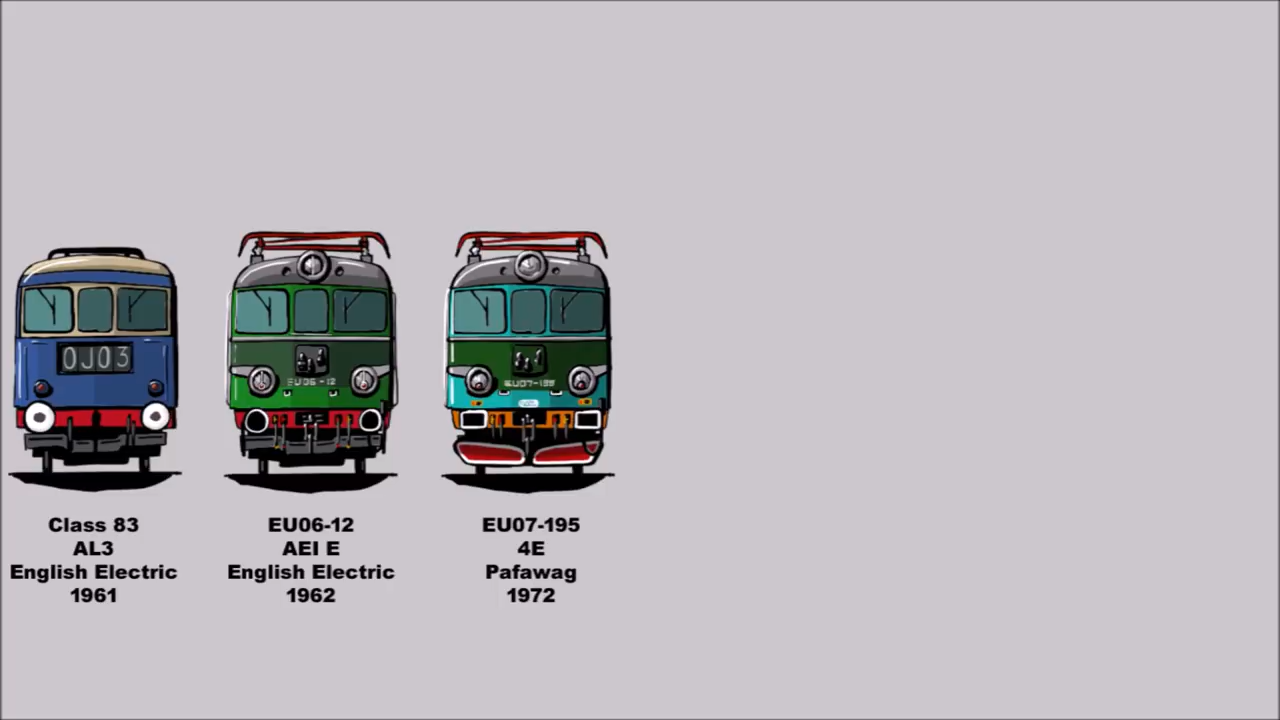 0J03
EU06-12
EU07-195
Class 83
AL3
English Electric
1961
EU06-12
AEI E
English Electric
1962
EU07-195
4E
Pafawag
1972